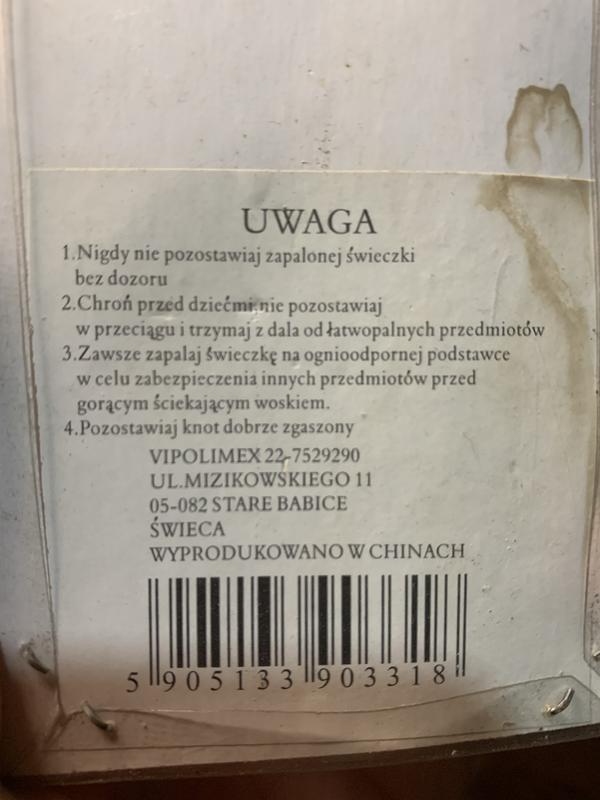 UWAGA
1.Nigdy nie pozostawiaj zapalonej świeczki
bez dozoru
2.Chroń przed dziećmi nie pozostawiaj
w przeciągu i trzymaj z dala od łatwopalnych przedmiotów
3.Zawsze zapalaj świeczkę na ognioodpornej podstawce
w celu zabezpieczenia innych przedmiotów przed
gorącym ściekającym woskiem.
4.Pozostawiaj knot dobrze zgaszony
VIPOLIMEX 22-7529290
UL.MIZIKOWSKIEGO 11
05-082 STARE BABICE
ŚWIECA
WYPRODUKOWANO W CHINACH
5 905133 903318